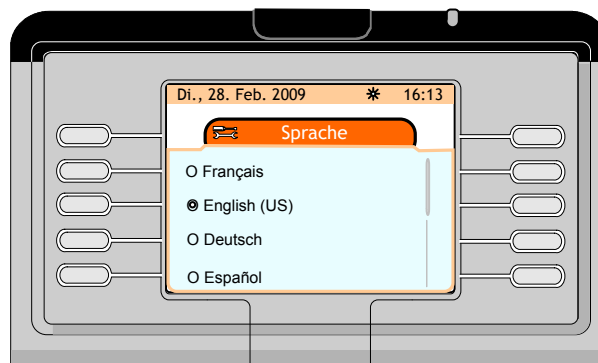 Di., 28. Feb. 2009 16:13
Sprache
O Français
English (US)
O Deutsch
O Español